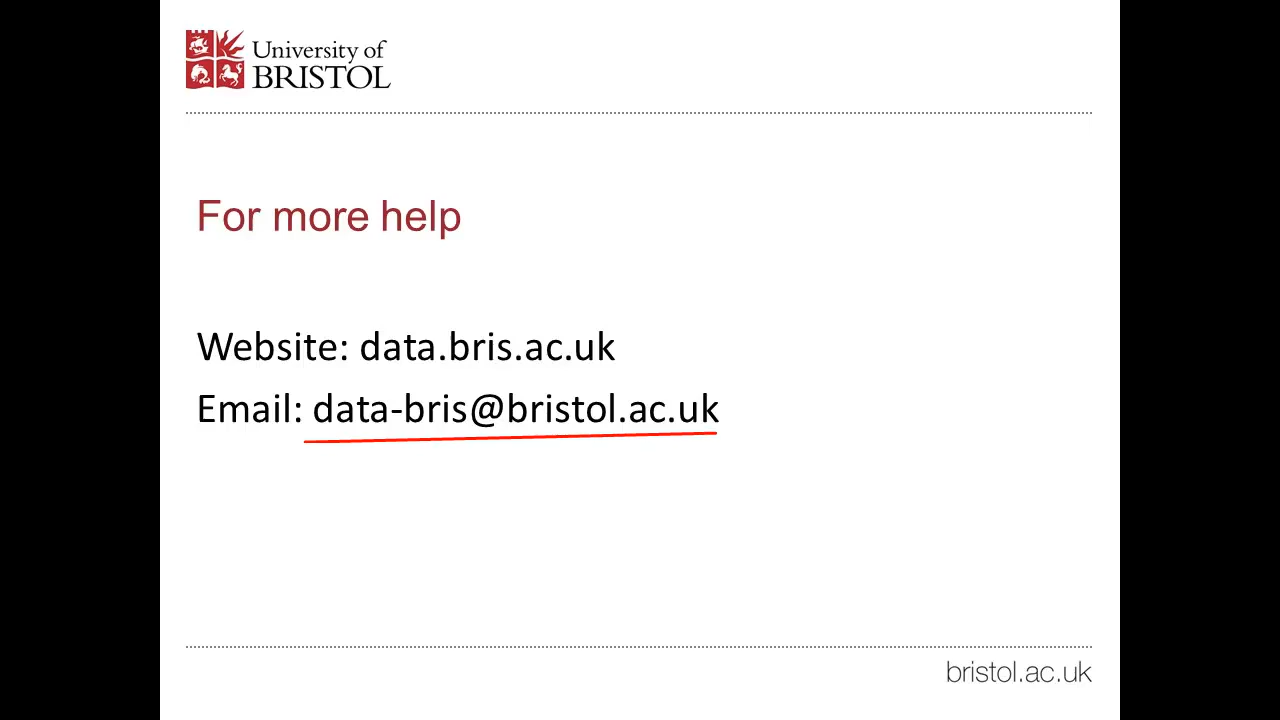 University of
BRISTOL
For more help
Website: data.bris.ac.uk
Email: data-bris@bristol.ac.uk
bristol.ac.uk